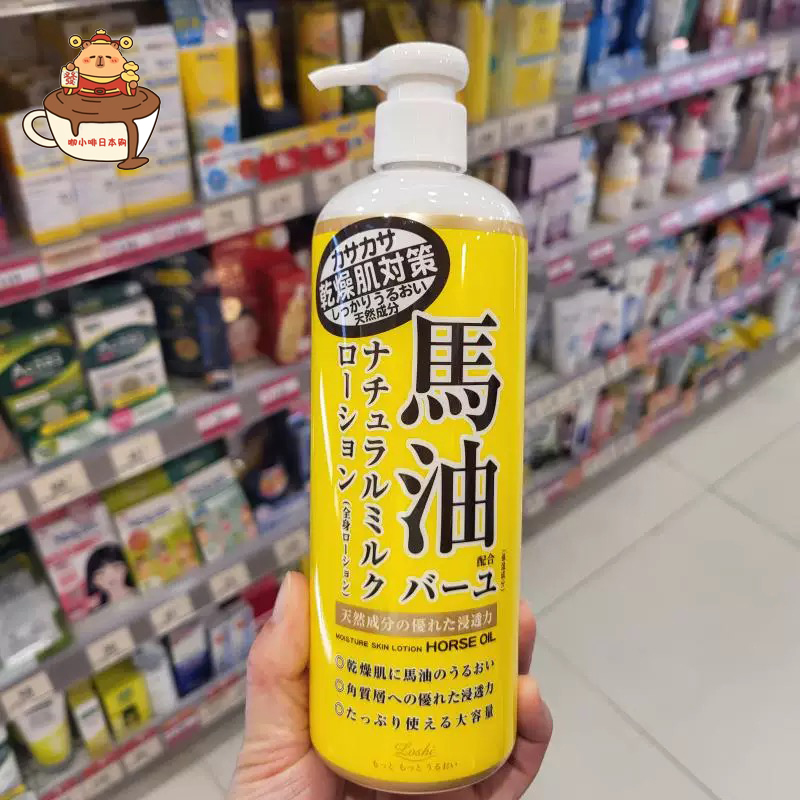 發
咖小啡日本购
カサカサ
乾燥肌対策
しっかりうるおい
天然成分
馬油
配合
バーユ
ナチュラルミルク
ローション
(全身ローション)
天然成分の優れた浸透力
MOISTURE SKIN LOTION HORSE OIL
◎乾燥肌に馬油のうるおい
◎角質層への優れた浸透力
◎たっぷり使える大容量
Loshi
もっと もっと うるおい